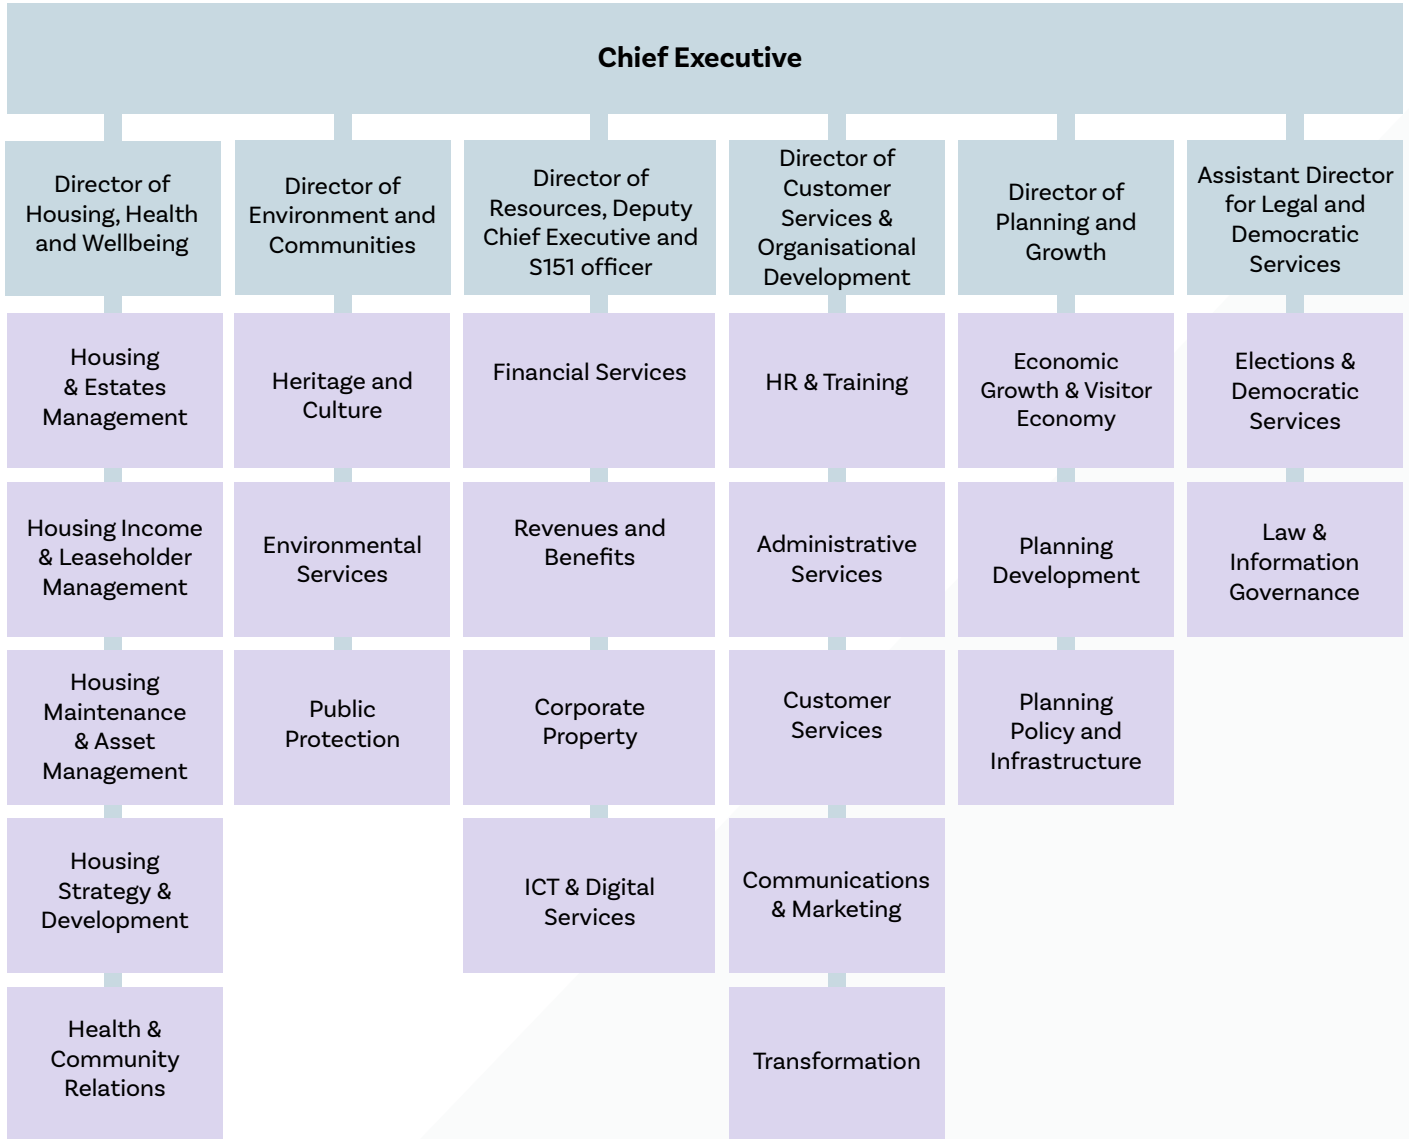 Chief Executive
Director of
Housing, Health
and Wellbeing
Director of
Environment and
Communities
Director of
Resources, Deputy
Chief Executive and
S151 officer
Director of
Customer
Services &
Organisational
Development
Director of
Planning and
Growth
Assistant Director
for Legal and
Democratic
Services
Housing
& Estates
Management
Heritage and
Culture
Financial Services
HR & Training
Economic
Growth & Visitor
Economy
Elections &
Democratic
Services
Housing Income
& Leaseholder
Management
Environmental
Services
Revenues and
Benefits
Administrative
Services
Planning
Development
Law &
Information
Governance
Housing
Maintenance
& Asset
Management
Public
Protection
Corporate
Property
Customer
Services
Planning
Policy and
Infrastructure
Housing
Strategy &
Development
ICT & Digital
Services
Communications
& Marketing
Health &
Community
Relations
Transformation